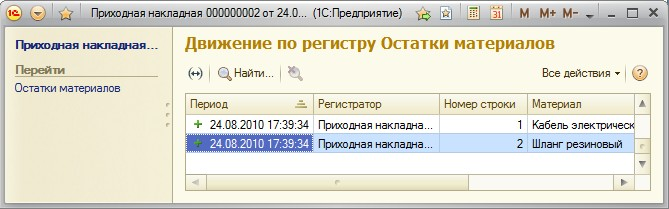 Приходная накладная 000000002 от 24.0... (1С:Предприятие)
M M+ M-
Приходная накладная...
Перейти
Остатки материалов
Движение по регистру Остатки материалов
Найти...
Все действия
Период Регистратор Номер строки Материал
24.08.2010 17:39:34 Приходная накладна... 1 Кабель электрическ
24.08.2010 17:39:34 Приходная накладна... 2 Шланг резиновый